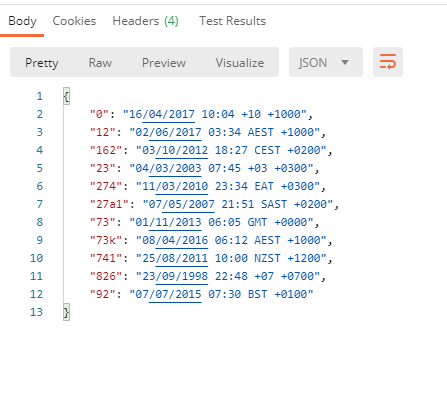 Body Cookies Headers (4) Test Results
Pretty Raw Preview Visualize JSON
1 {
2 "0": "16/04/2017 10:04 +10 +1000",
3 "12": "02/06/2017 03:34 AEST +1000",
4 "162": "03/10/2012 18:27 CEST +0200",
5 "23": "04/03/2003 07:45 +03 +0300",
6 "274": "11/03/2010 23:34 EAT +0300",
7 "27a1": "07/05/2007 21:51 SAST +0200",
8 "73": "01/11/2013 06:05 GMT +0000",
9 "73k": "08/04/2016 06:12 AEST +1000",
10 "741": "25/08/2011 10:00 NZST +1200",
11 "826": "23/09/1998 22:48 +07 +0700",
12 "92": "07/07/2015 07:30 BST +0100"
13 }